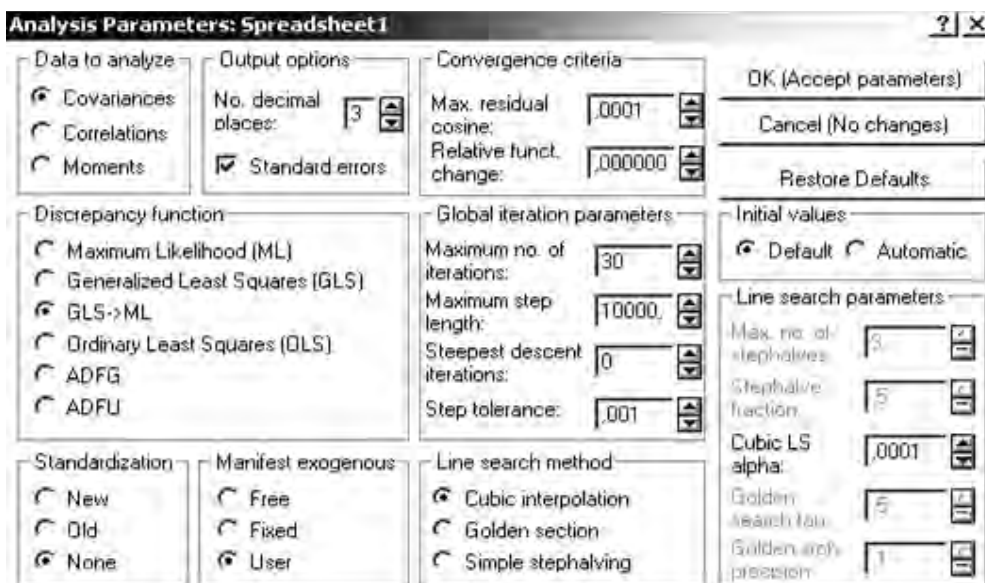 Analysis Parameters: Spreadsheet1
? ×
Data to analyze
Covariances
Correlations
Moments
Output options
No. decimal
places:
3
Standard errors
Convergence criteria
Max. residual
cosine:
,0001
Relative funct.
change:
,000000
OK (Accept parameters)
Cancel (No changes)
Restore Defaults
Discrepancy function
Maximum Likelihood (ML)
Generalized Least Squares (GLS)
GLS->ML
Ordinary Least Squares (OLS)
ADFG
ADFU
Global iteration parameters
Maximum no. of
iterations:
30
Maximum step
length:
10000,
Steepest descent
iterations:
0
Step tolerance:
,001
Initial values
Default
Automatic
Line search parameters
Max. no. of
stephalves
3
Stephalve
fraction
5
Cubic LS
alpha:
,0001
Golden
search tau
5
Golden
precision
1
Standardization
New
Old
None
Manifest exogenous
Free
Fixed
User
Line search method
Cubic interpolation
Golden section
Simple stephalving